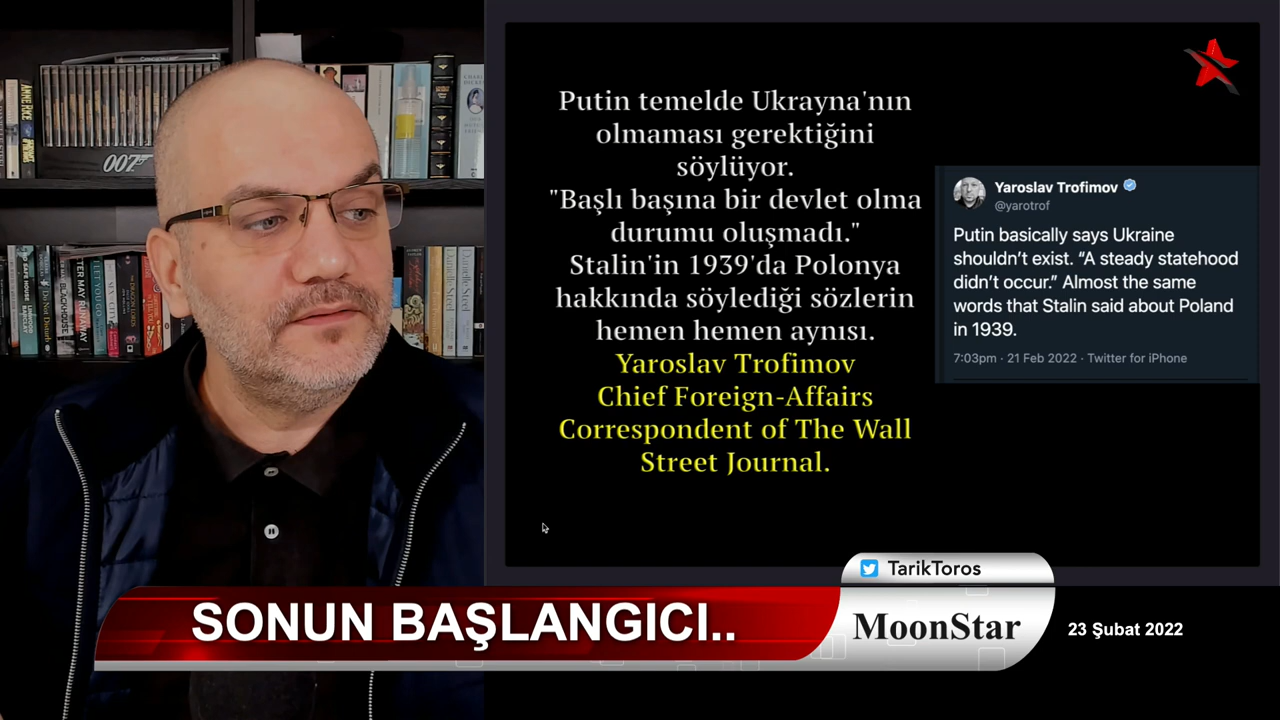 Putin temelde Ukrayna'nın
olmaması gerektiğini
söylüyor.
"Başlı başına bir devlet olma
durumu oluşmadı."
Stalin'in 1939'da Polonya
hakkında söylediği sözlerin
hemen hemen aynısı.
Yaroslav Trofimov
Chief Foreign-Affairs
Correspondent of The Wall
Street Journal.
Yaroslav Trofimov
@yarotrof
Putin basically says Ukraine
shouldn't exist. “A steady statehood
didn't occur.” Almost the same
words that Stalin said about Poland
in 1939.
7:03pm · 21 Feb 2022 · Twitter for iPhone
TarikToros
SONUN BAŞLANGICI..
MoonStar
23 Şubat 2022
ANNE RICE
007
Danielle Steel